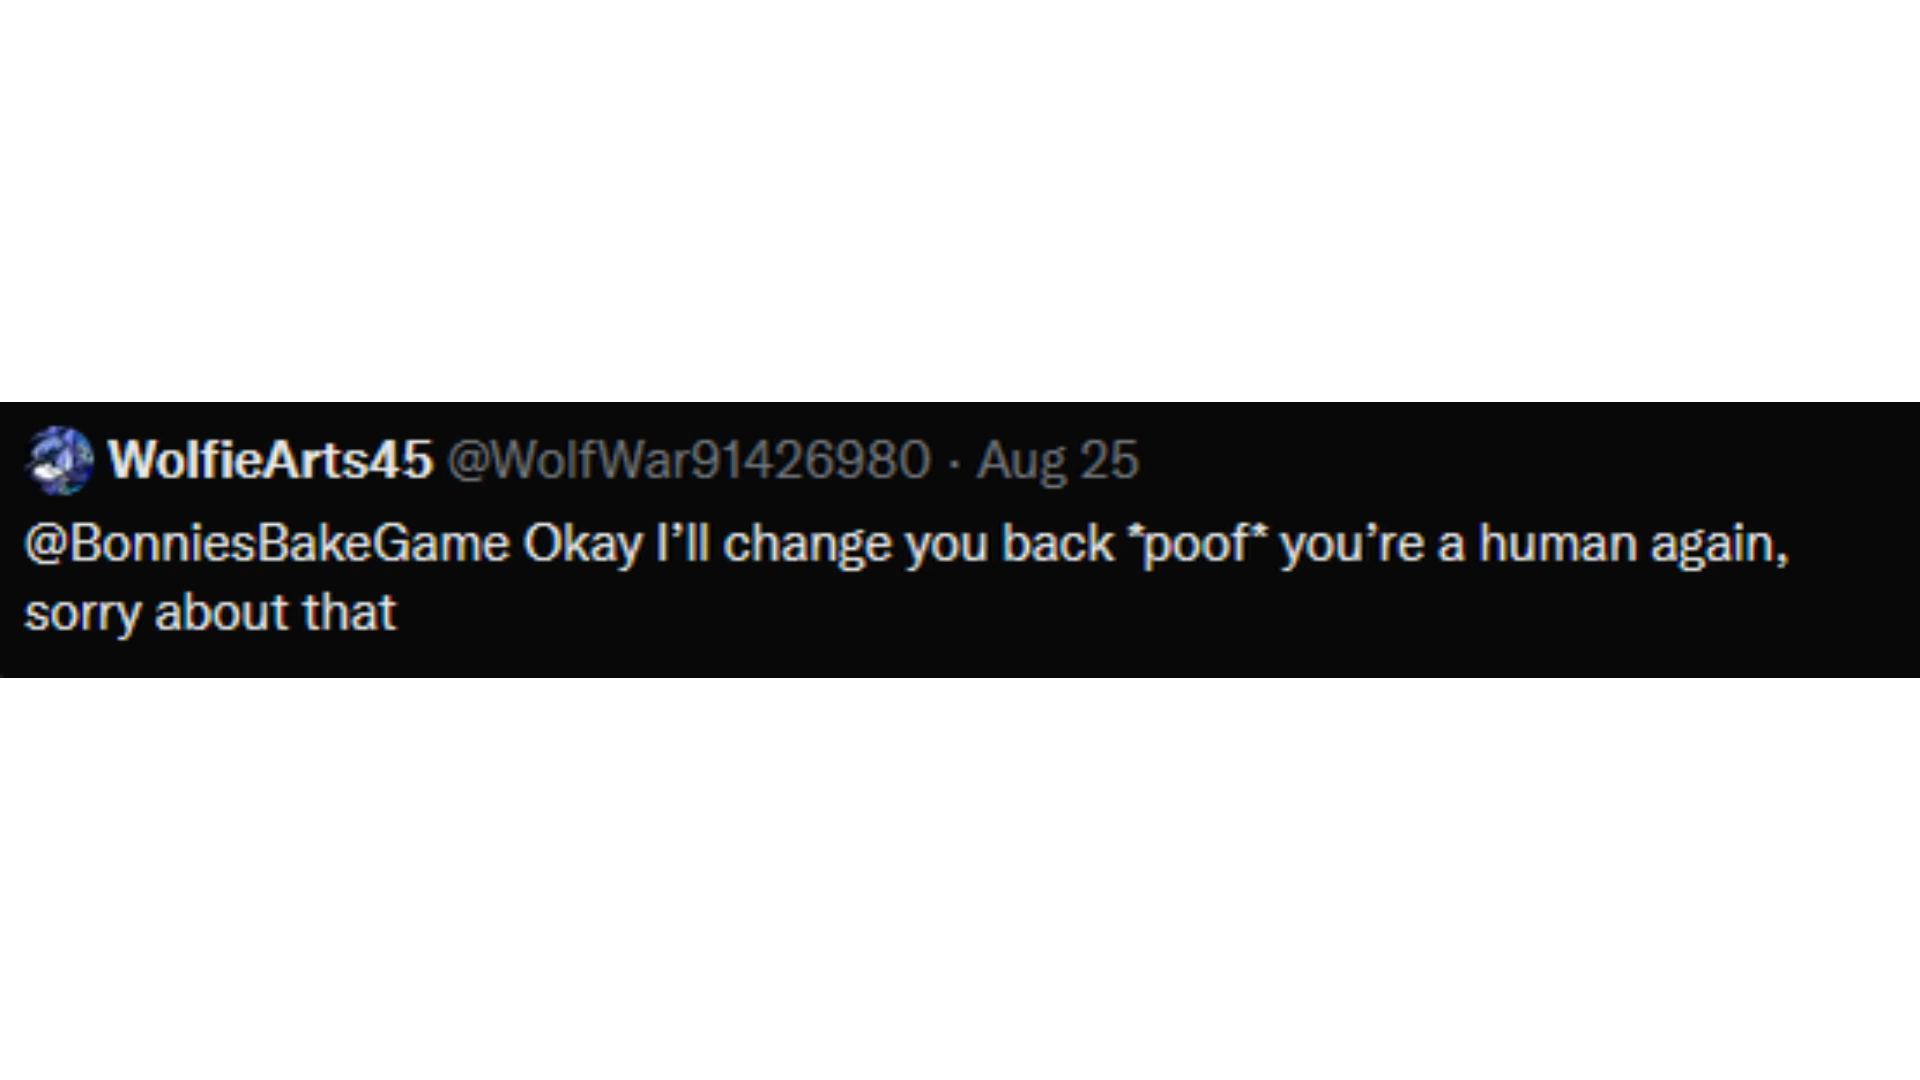 WolfieArts45 @WolfWar91426980 · Aug 25
@BonniesBakeGame Okay I’ll change you back *poof* you’re a human again,
sorry about that